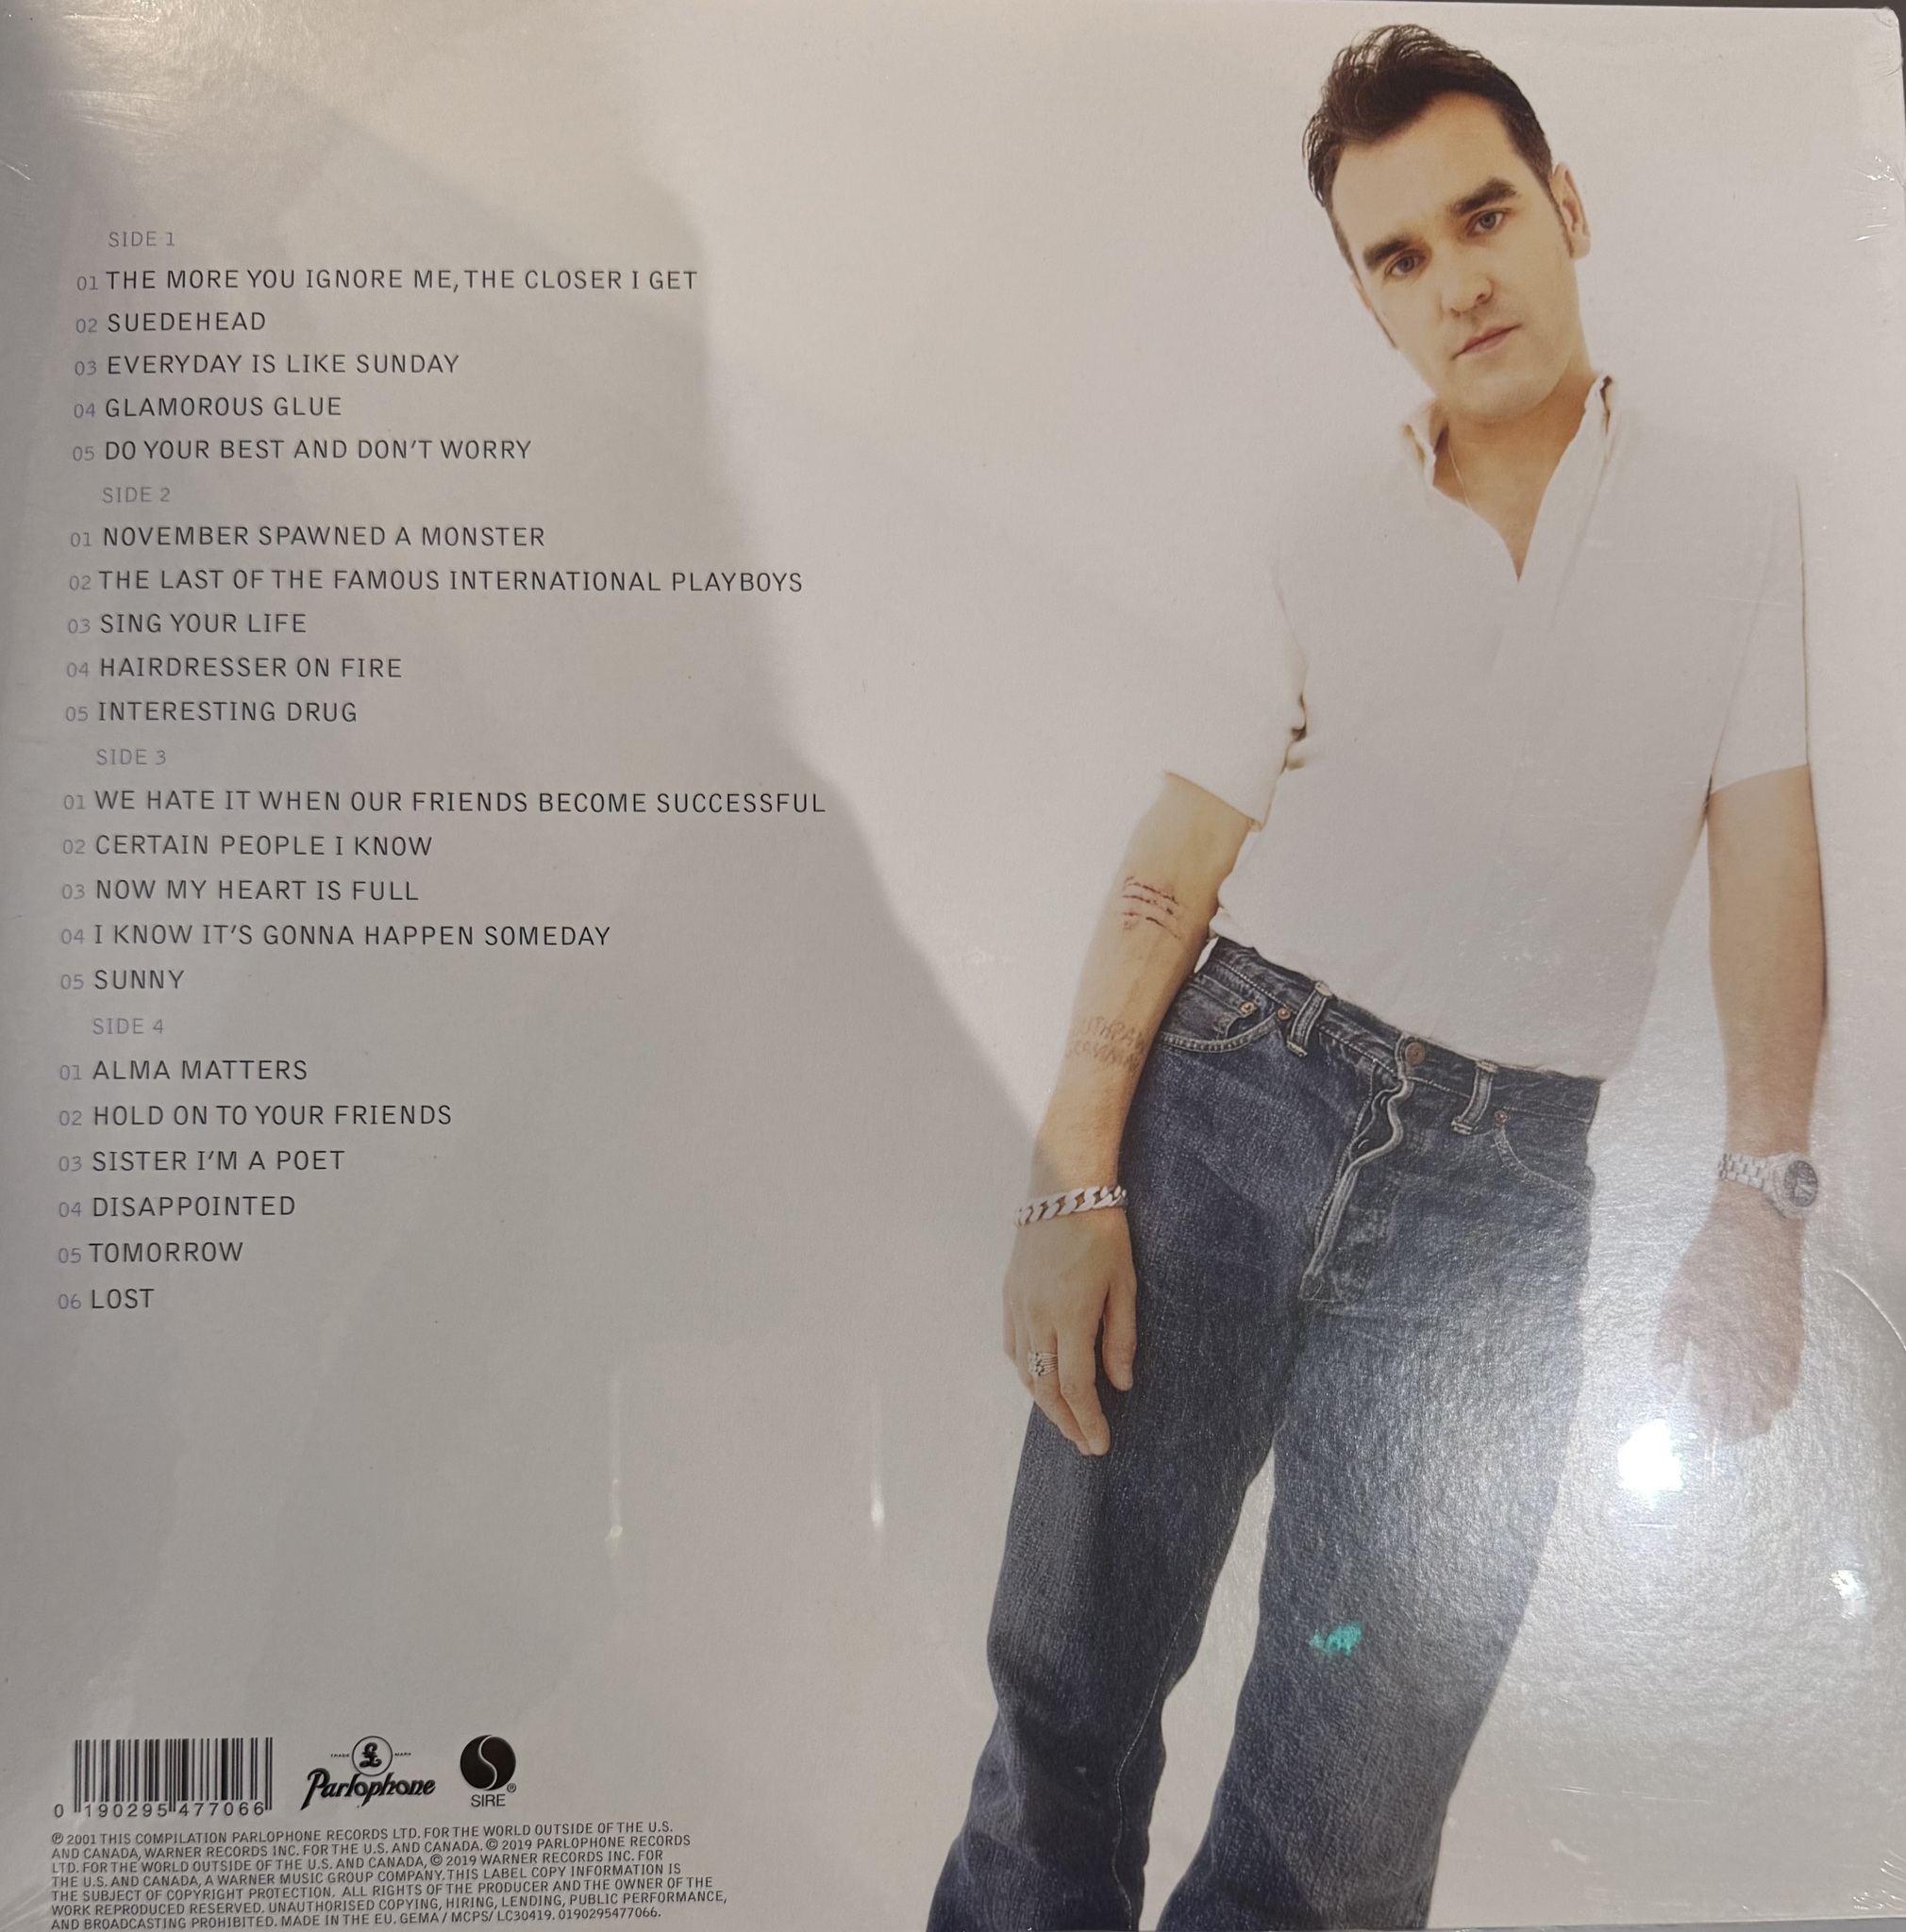 SIDE 1
01 THE MORE YOU IGNORE ME, THE CLOSER I GET
02 SUEDEHEAD
03 EVERYDAY IS LIKE SUNDAY
04 GLAMOROUS GLUE
05 DO YOUR BEST AND DON'T WORRY
SIDE 2
01 NOVEMBER SPAWNED A MONSTER
02 THE LAST OF THE FAMOUS INTERNATIONAL PLAYBOYS
03 SING YOUR LIFE
04 HAIRDRESSER ON FIRE
05 INTERESTING DRUG
SIDE 3
01 WE HATE IT WHEN OUR FRIENDS BECOME SUCCESSFUL
02 CERTAIN PEOPLE I KNOW
03 NOW MY HEART IS FULL
04 I KNOW IT'S GONNA HAPPEN SOMEDAY
05 SUNNY
SIDE 4
01 ALMA MATTERS
02 HOLD ON TO YOUR FRIENDS
03 SISTER I'M A POET
04 DISAPPOINTED
05 TOMORROW
06 LOST
TRADE £ MARK
Parlophone
SIRE ®
0 190295 477066
℗ 2001 THIS COMPILATION PARLOPHONE RECORDS LTD. FOR THE WORLD OUTSIDE OF THE U.S.
AND CANADA, WARNER RECORDS INC. FOR THE U.S. AND CANADA. © 2019 PARLOPHONE RECORDS
LTD. FOR THE WORLD OUTSIDE OF THE U.S. AND CANADA, © 2019 WARNER RECORDS INC. FOR
THE U.S. AND CANADA, A WARNER MUSIC GROUP COMPANY. THIS LABEL COPY INFORMATION IS
THE SUBJECT OF COPYRIGHT PROTECTION. ALL RIGHTS OF THE PRODUCER AND THE OWNER OF THE
WORK REPRODUCED RESERVED. UNAUTHORISED COPYING, HIRING, LENDING, PUBLIC PERFORMANCE,
AND BROADCASTING PROHIBITED. MADE IN THE EU. GEMA / MCPS/ LC30419. 0190295477066.